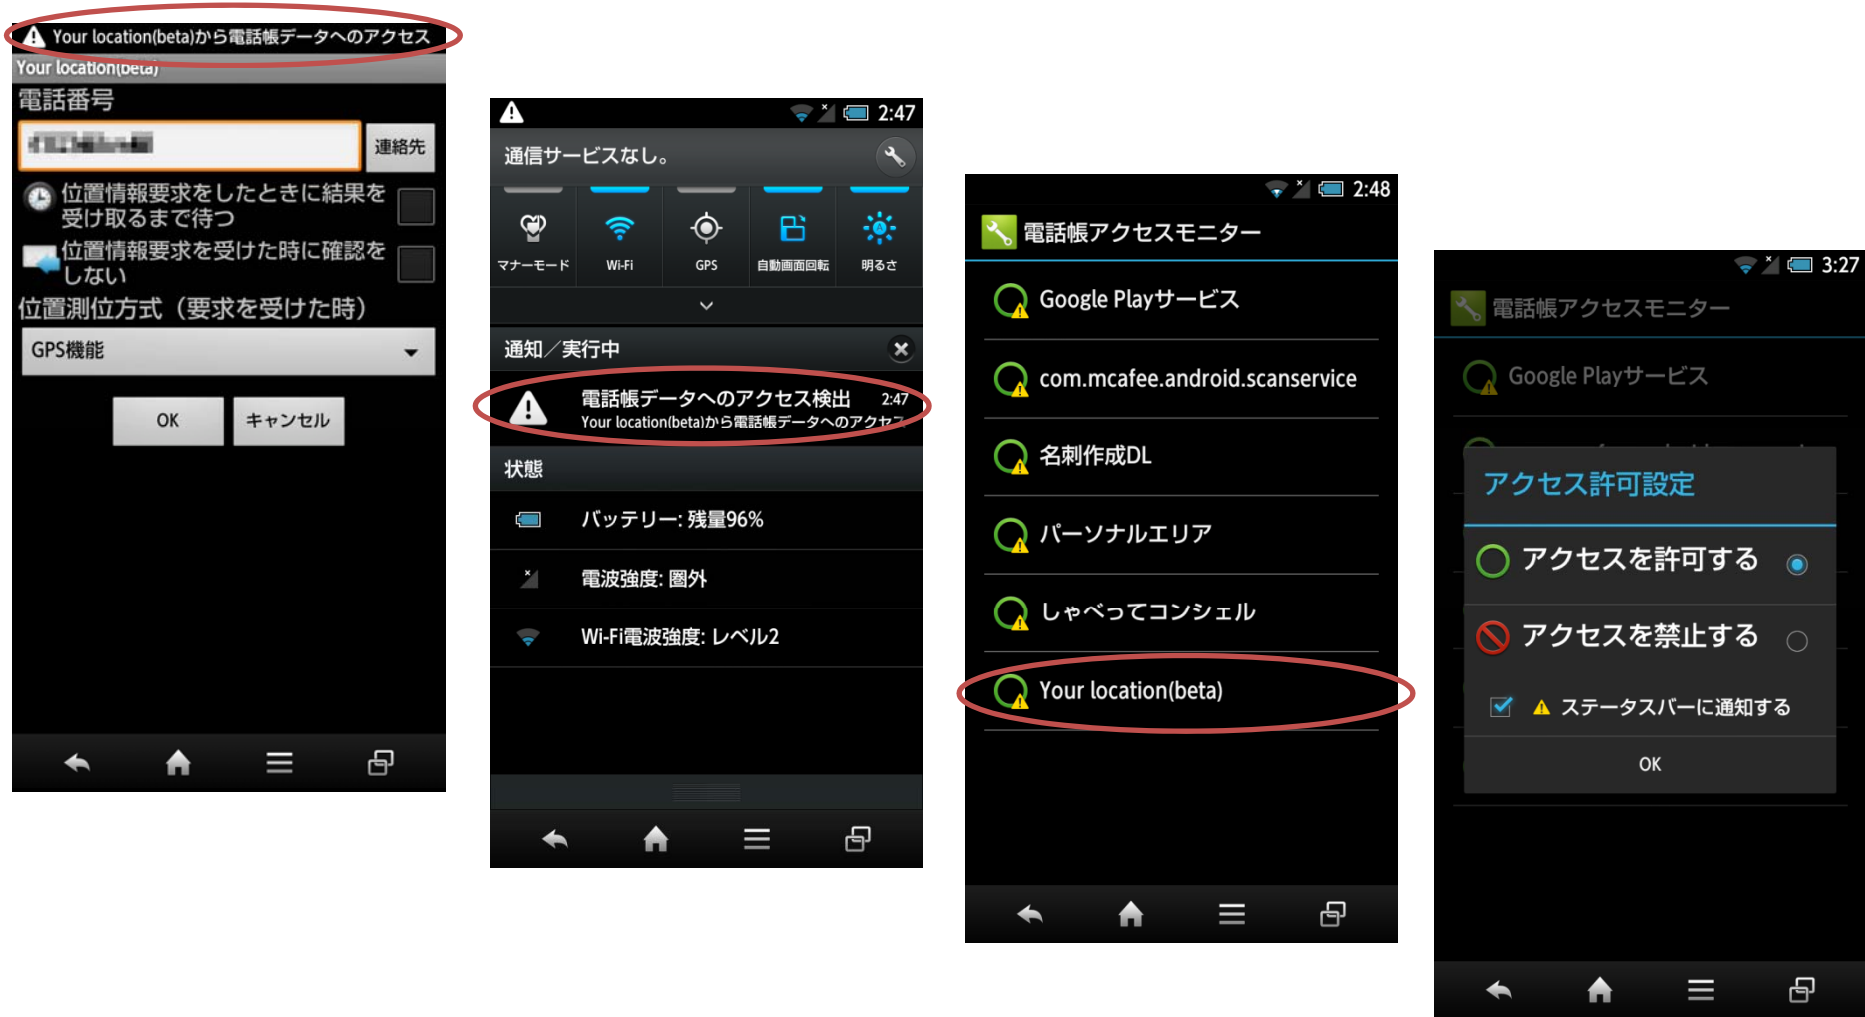 Your location(beta)から電話帳データへのアクセス
Your location(beta)
電話番号
連絡先
位置情報要求をしたときに結果を
受け取るまで待つ
位置情報要求を受けた時に確認を
しない
位置測位方式（要求を受けた時）
GPS機能
OK
キャンセル
2:47
通信サービスなし。
マナーモード
Wi-Fi
GPS
自動画面回転
明るさ
通知／実行中
電話帳データへのアクセス検出
2:47
Your location(beta)から電話帳データへのアクセス
状態
バッテリー: 残量96%
電波強度: 圏外
Wi-Fi電波強度: レベル2
2:48
電話帳アクセスモニター
Google Playサービス
com.mcafee.android.scanservice
名刺作成DL
パーソナルエリア
しゃべってコンシェル
Your location(beta)
3:27
電話帳アクセスモニター
Google Playサービス
アクセス許可設定
アクセスを許可する
アクセスを禁止する
ステータスバーに通知する
OK